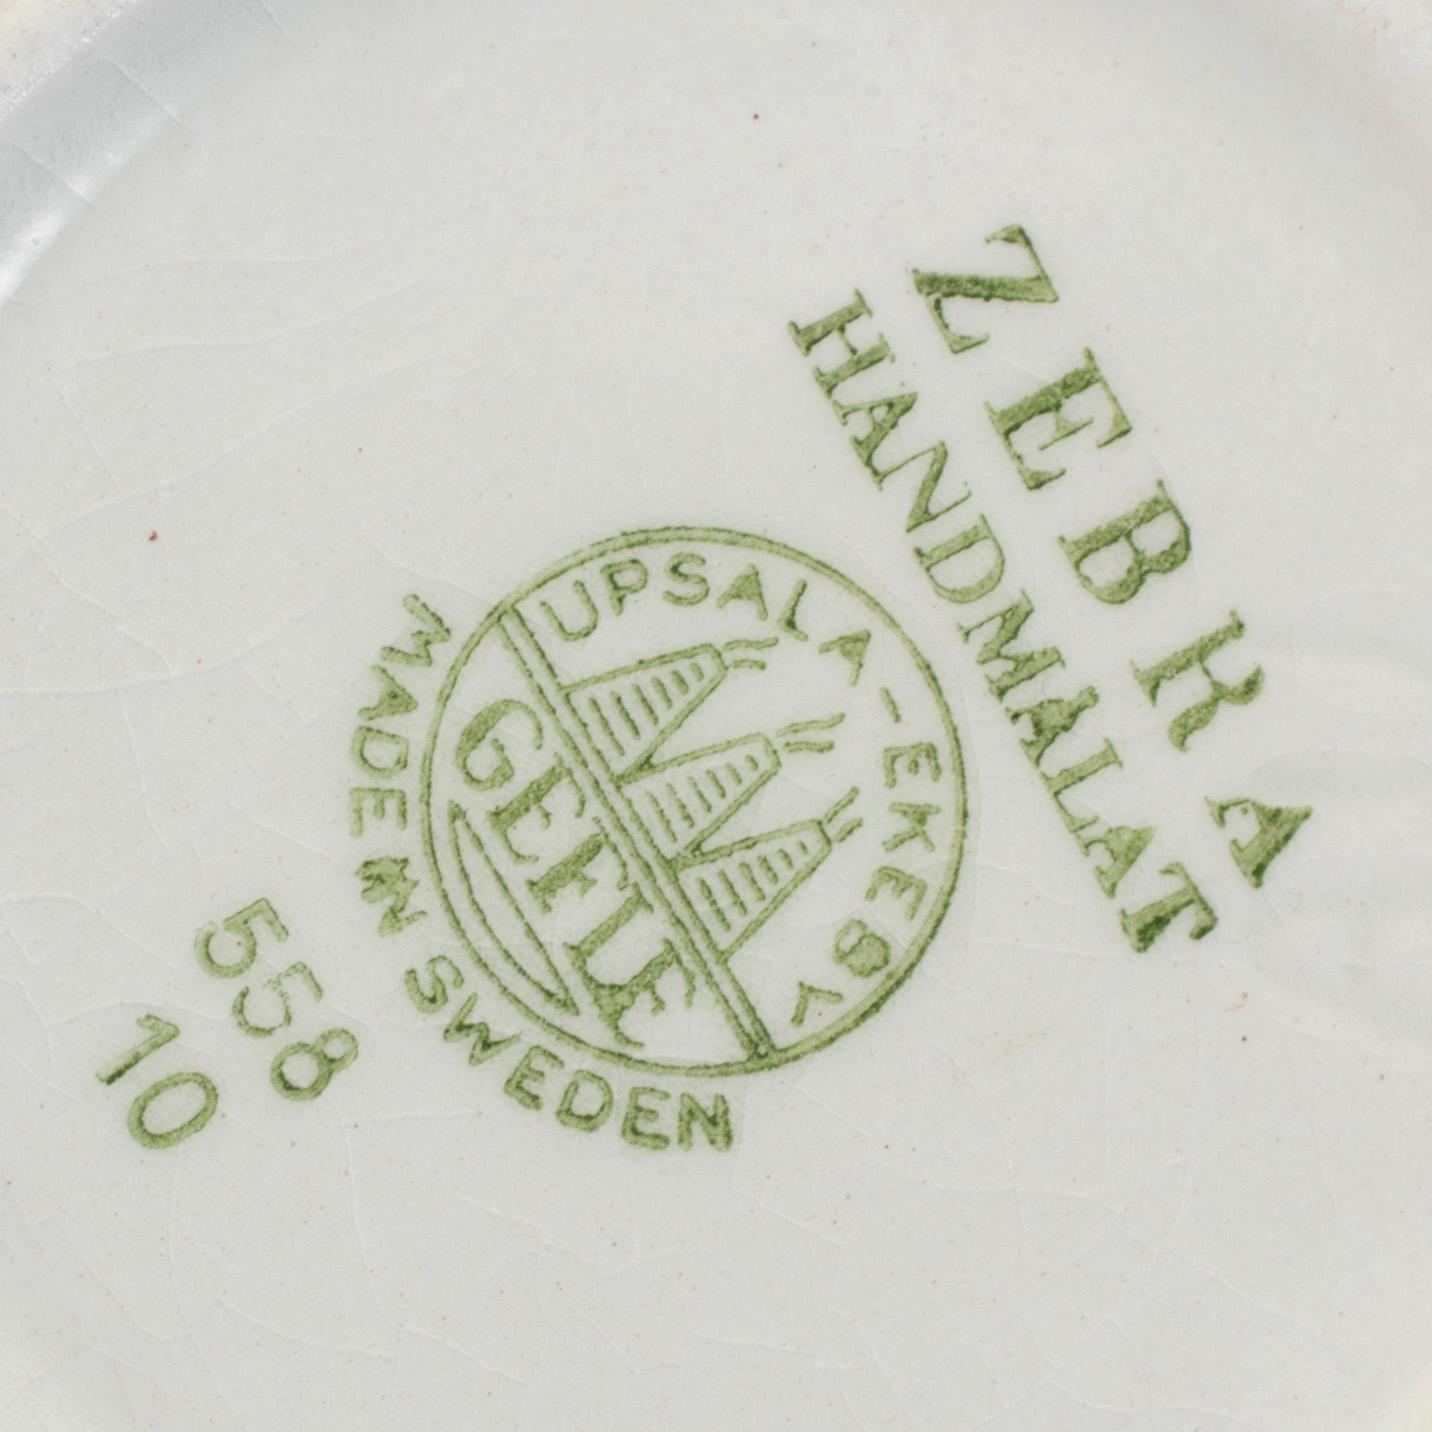 ZEBRA
HANDMÅLAT
UPSALA-EKEBY
GEFLE
MADE IN SWEDEN
558
10